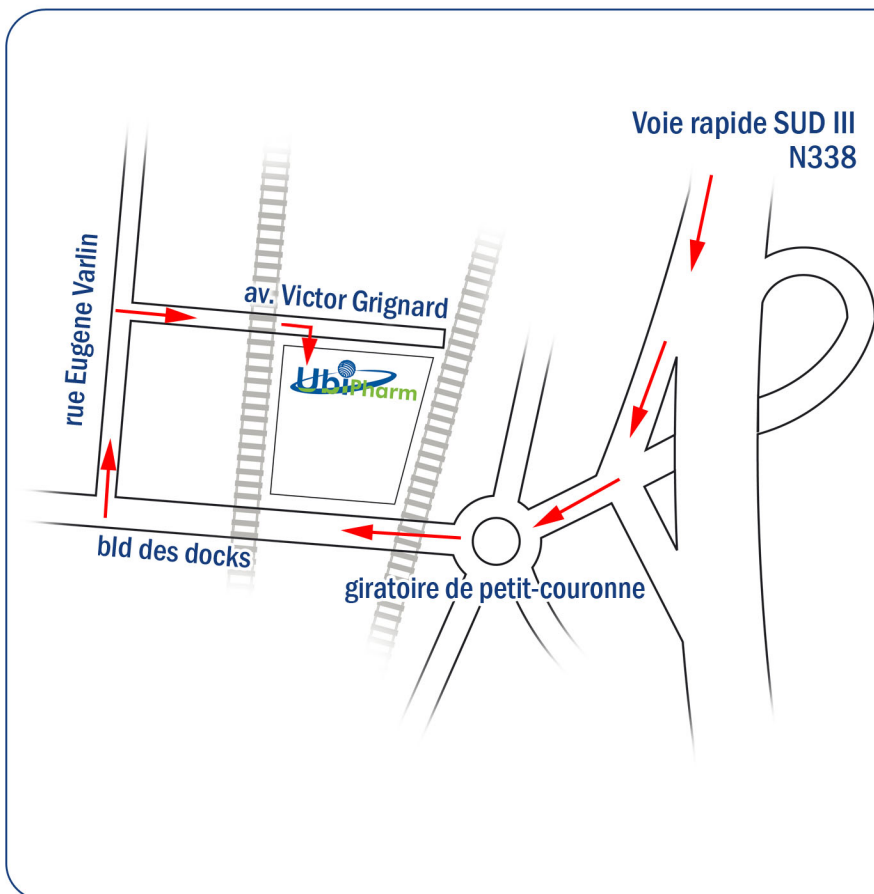 Voie rapide SUD III
N338
rue Eugene Varlin
av. Victor Grignard
UbiPharm
bld des docks
giratoire de petit-couronne